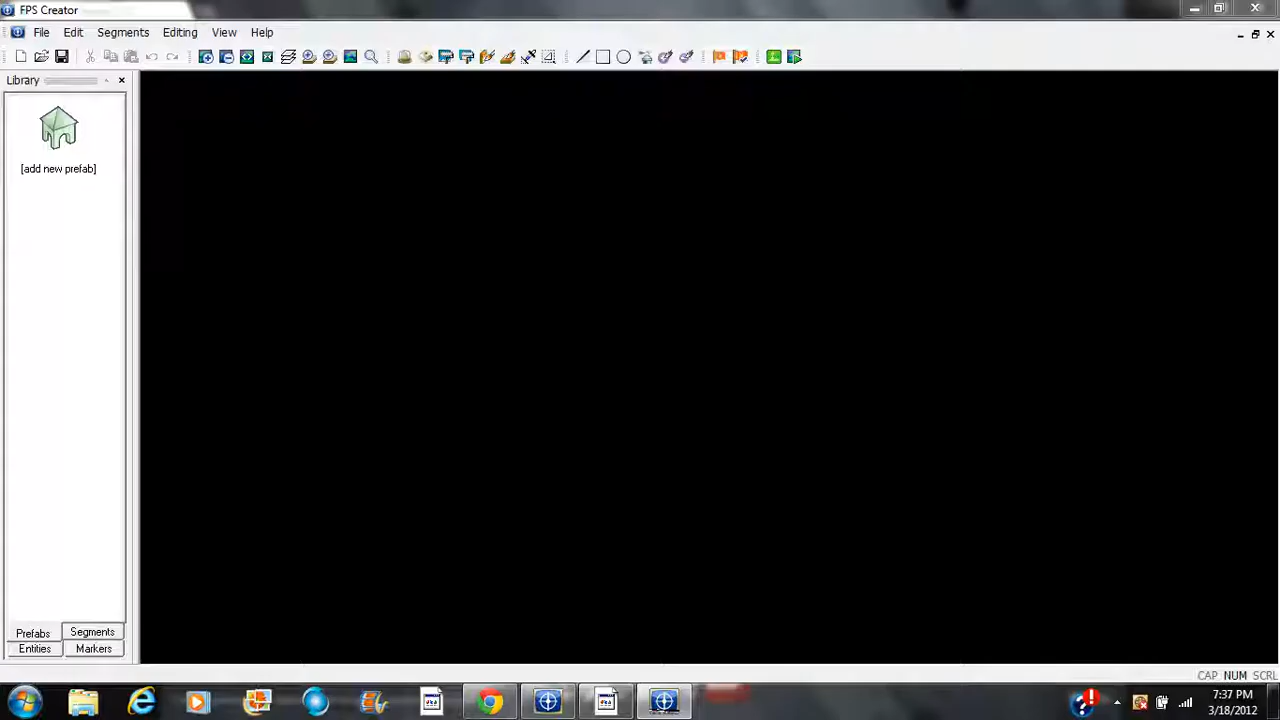 FPS Creator
File Edit Segments Editing View Help
Library
[add new prefab]
Prefabs Segments
Entities Markers
CAP NUM SCRL
7:37 PM
3/18/2012